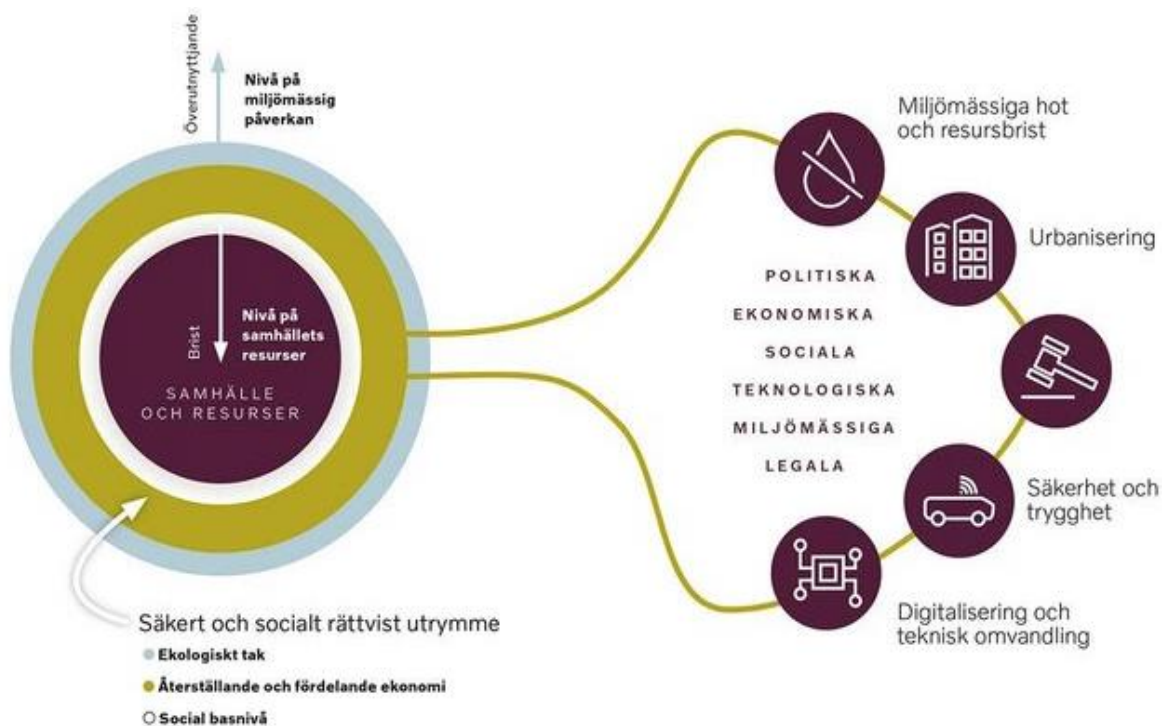 Överutnyttjande
Nivå på
miljömässig
påverkan
Brist
Nivå på
samhällets
resurser
SAMHÄLLE
OCH RESURSER
Säkert och socialt rättvist utrymme
Ekologiskt tak
Återställande och fördelande ekonomi
Social basnivå
POLITISKA
EKONOMISKA
SOCIALA
TEKNOLOGISKA
MILJÖMÄSSIGA
LEGALA
Miljömässiga hot
och resursbrist
Urbanisering
Säkerhet och
trygghet
Digitalisering och
teknisk omvandling